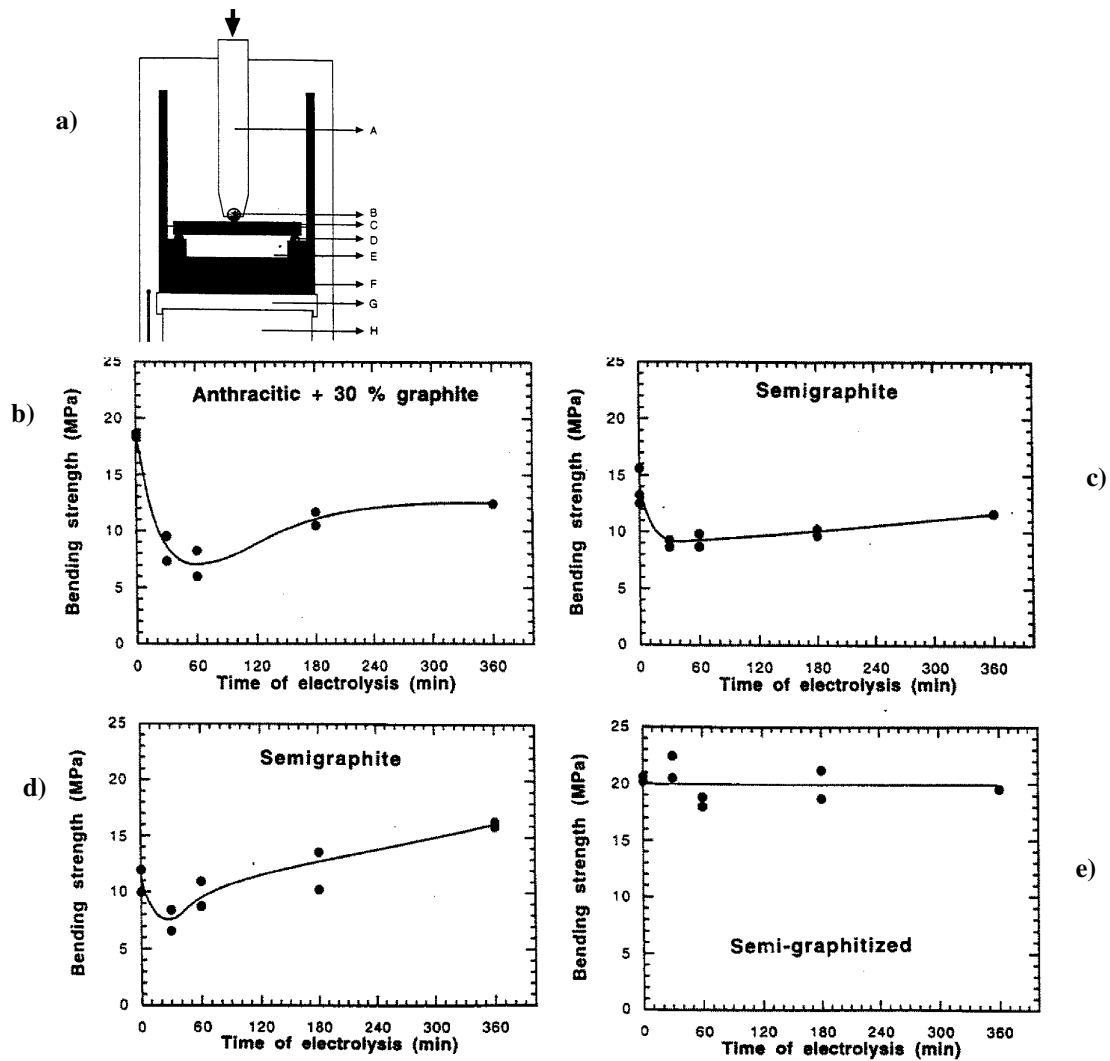 a)
A
B
C
D
E
F
G
H
b)
Anthracitic + 30 % graphite
Bending strength (MPa)
25
20
15
10
5
0
0 60 120 180 240 300 360
Time of electrolysis (min)
c)
Semigraphite
Bending strength (MPa)
25
20
15
10
5
0
0 60 120 180 240 300 360
Time of electrolysis (min)
d)
Semigraphite
Bending strength (MPa)
25
20
15
10
5
0
0 60 120 180 240 300 360
Time of electrolysis (min)
e)
Semi-graphitized
Bending strength (MPa)
25
20
15
10
5
0
0 60 120 180 240 300 360
Time of electrolysis (min)